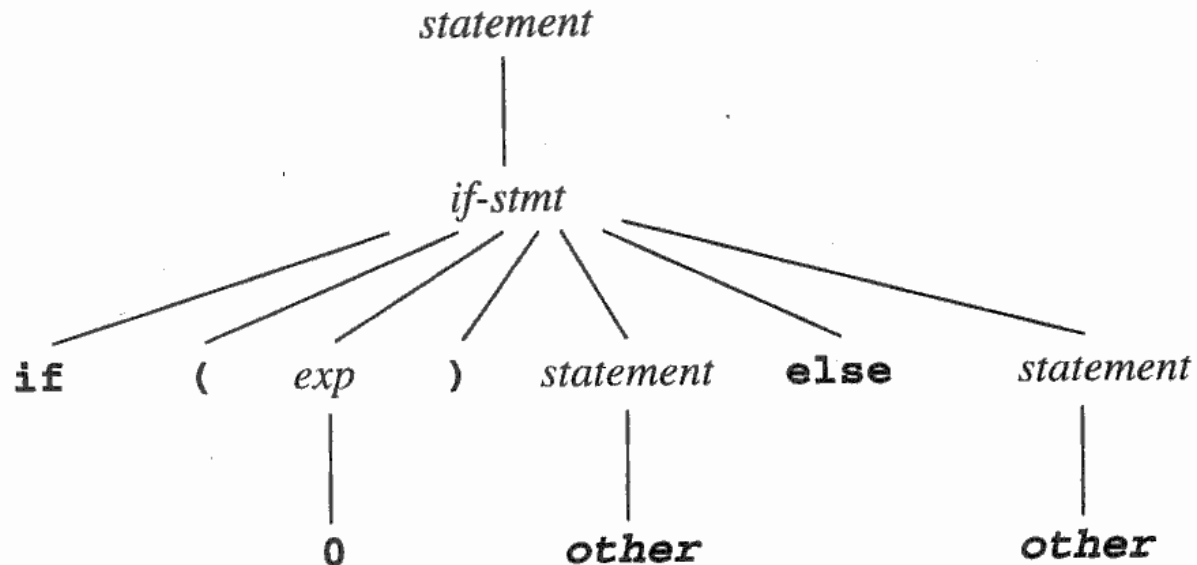 statement
if-stmt
if ( exp ) statement else statement
0 other other